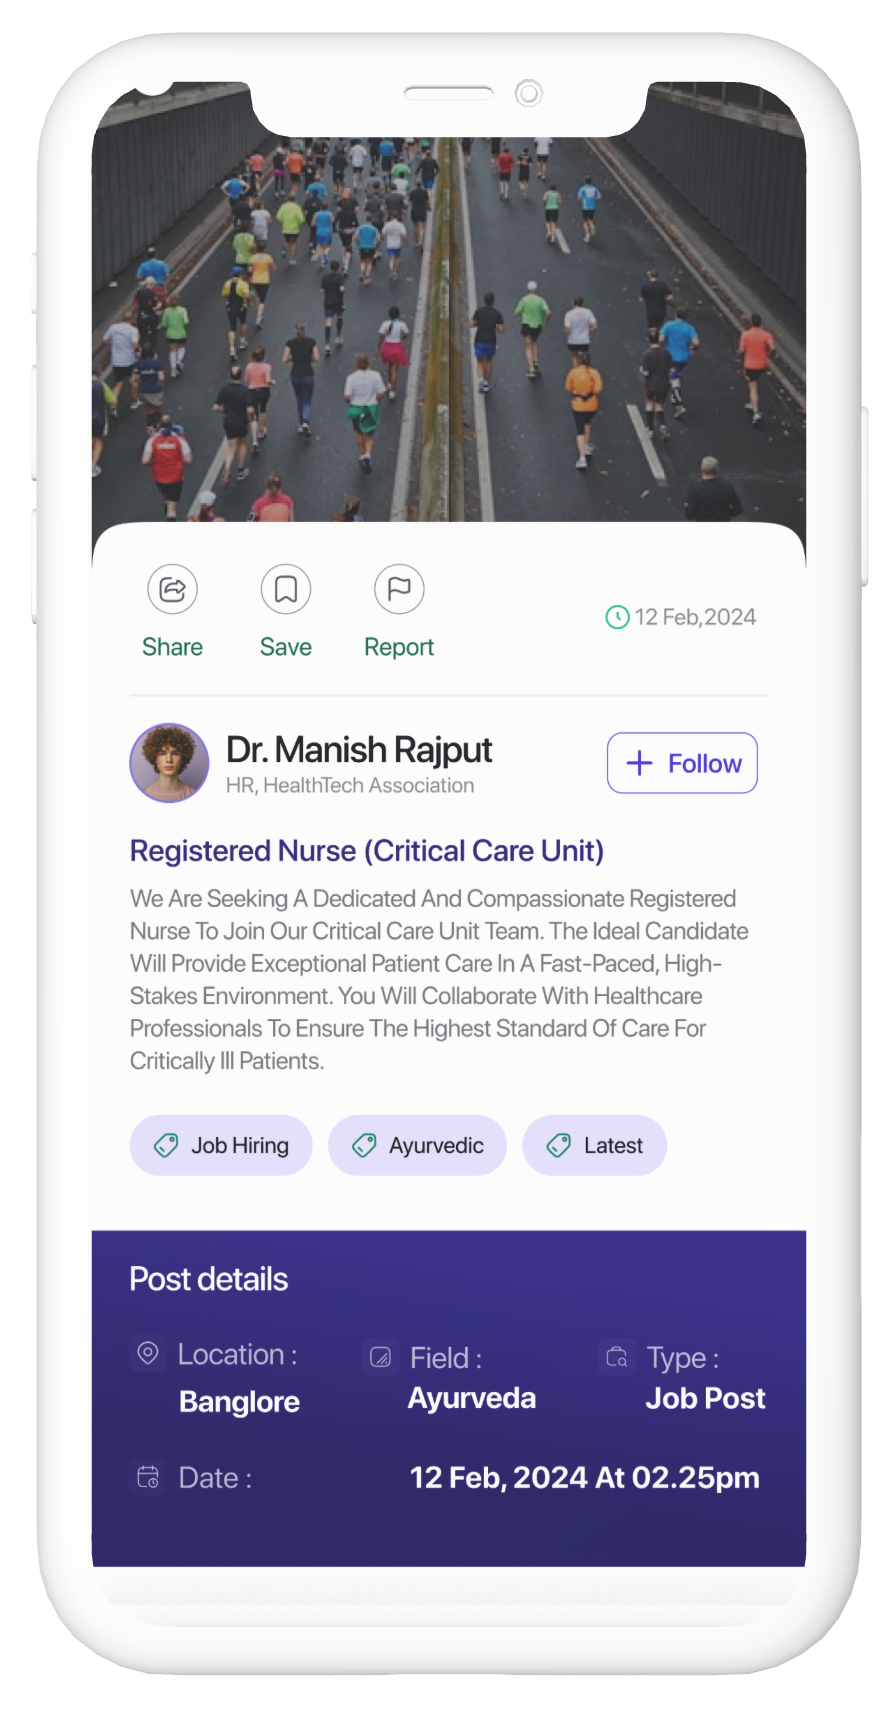 Share
Save
Report
12 Feb,2024
Dr. Manish Rajput
HR, HealthTech Association
Follow
Registered Nurse (Critical Care Unit)
We Are Seeking A Dedicated And Compassionate Registered
Nurse To Join Our Critical Care Unit Team. The Ideal Candidate
Will Provide Exceptional Patient Care In A Fast-Paced, High-
Stakes Environment. You Will Collaborate With Healthcare
Professionals To Ensure The Highest Standard Of Care For
Critically Ill Patients.
Job Hiring
Ayurvedic
Latest
Post details
Location :
Banglore
Field :
Ayurveda
Type :
Job Post
Date :
12 Feb, 2024 At 02.25pm